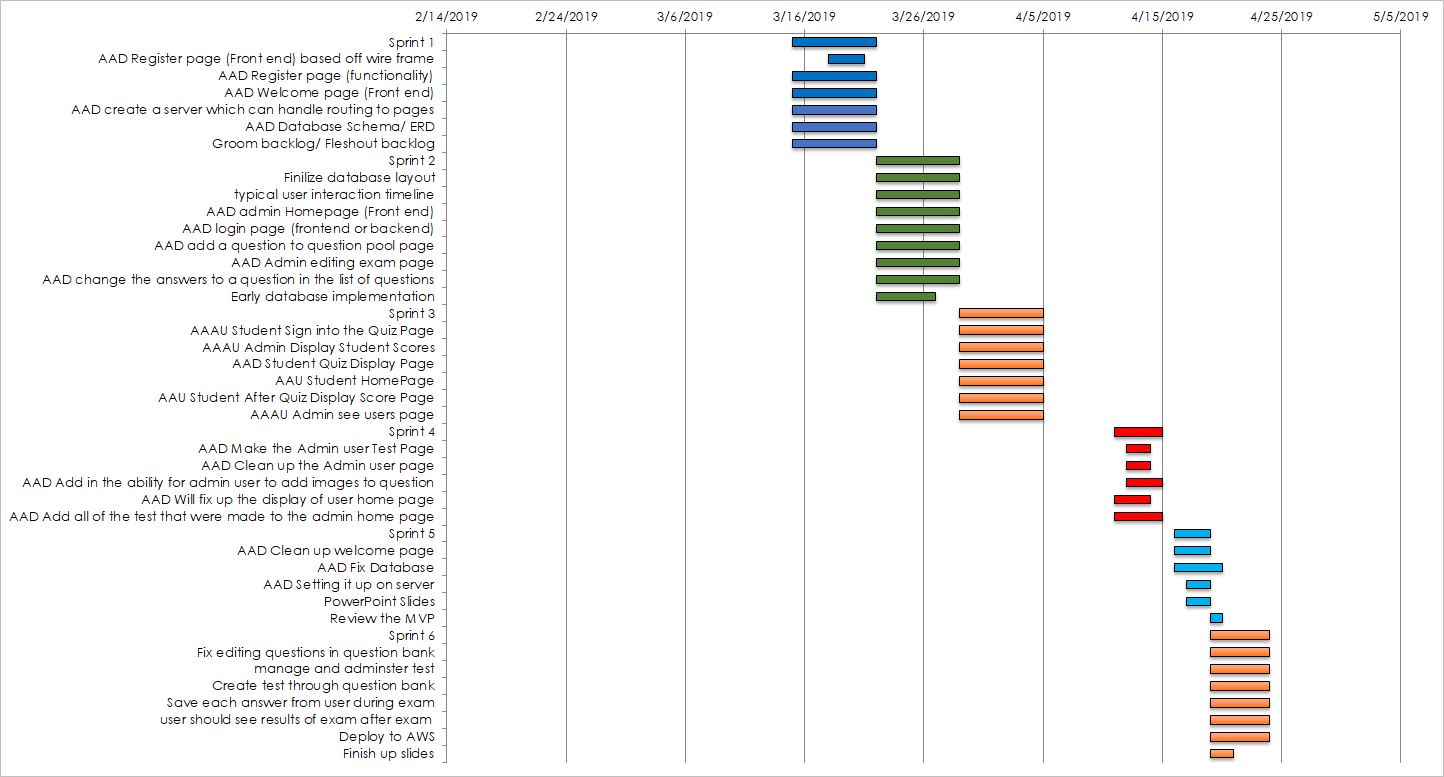 2/14/2019 2/24/2019 3/6/2019 3/16/2019 3/26/2019 4/5/2019 4/15/2019 4/25/2019 5/5/2019
Sprint 1
AAD Register page (Front end) based off wire frame
AAD Register page (functionality)
AAD Welcome page (Front end)
AAD create a server which can handle routing to pages
AAD Database Schema/ ERD
Groom backlog/ Fleshout backlog
Sprint 2
Finilize database layout
typical user interaction timeline
AAD admin Homepage (Front end)
AAD login page (frontend or backend)
AAD add a question to question pool page
AAD Admin editing exam page
AAD change the answers to a question in the list of questions
Early database implementation
Sprint 3
AAAU Student Sign into the Quiz Page
AAAU Admin Display Student Scores
AAD Student Quiz Display Page
AAU Student HomePage
AAU Student After Quiz Display Score Page
AAAU Admin see users page
Sprint 4
AAD Make the Admin user Test Page
AAD Clean up the Admin user page
AAD Add in the ability for admin user to add images to question
AAD Will fix up the display of user home page
AAD Add all of the test that were made to the admin home page
Sprint 5
AAD Clean up welcome page
AAD Fix Database
AAD Setting it up on server
PowerPoint Slides
Review the MVP
Sprint 6
Fix editing questions in question bank
manage and adminster test
Create test through question bank
Save each answer from user during exam
user should see results of exam after exam
Deploy to AWS
Finish up slides